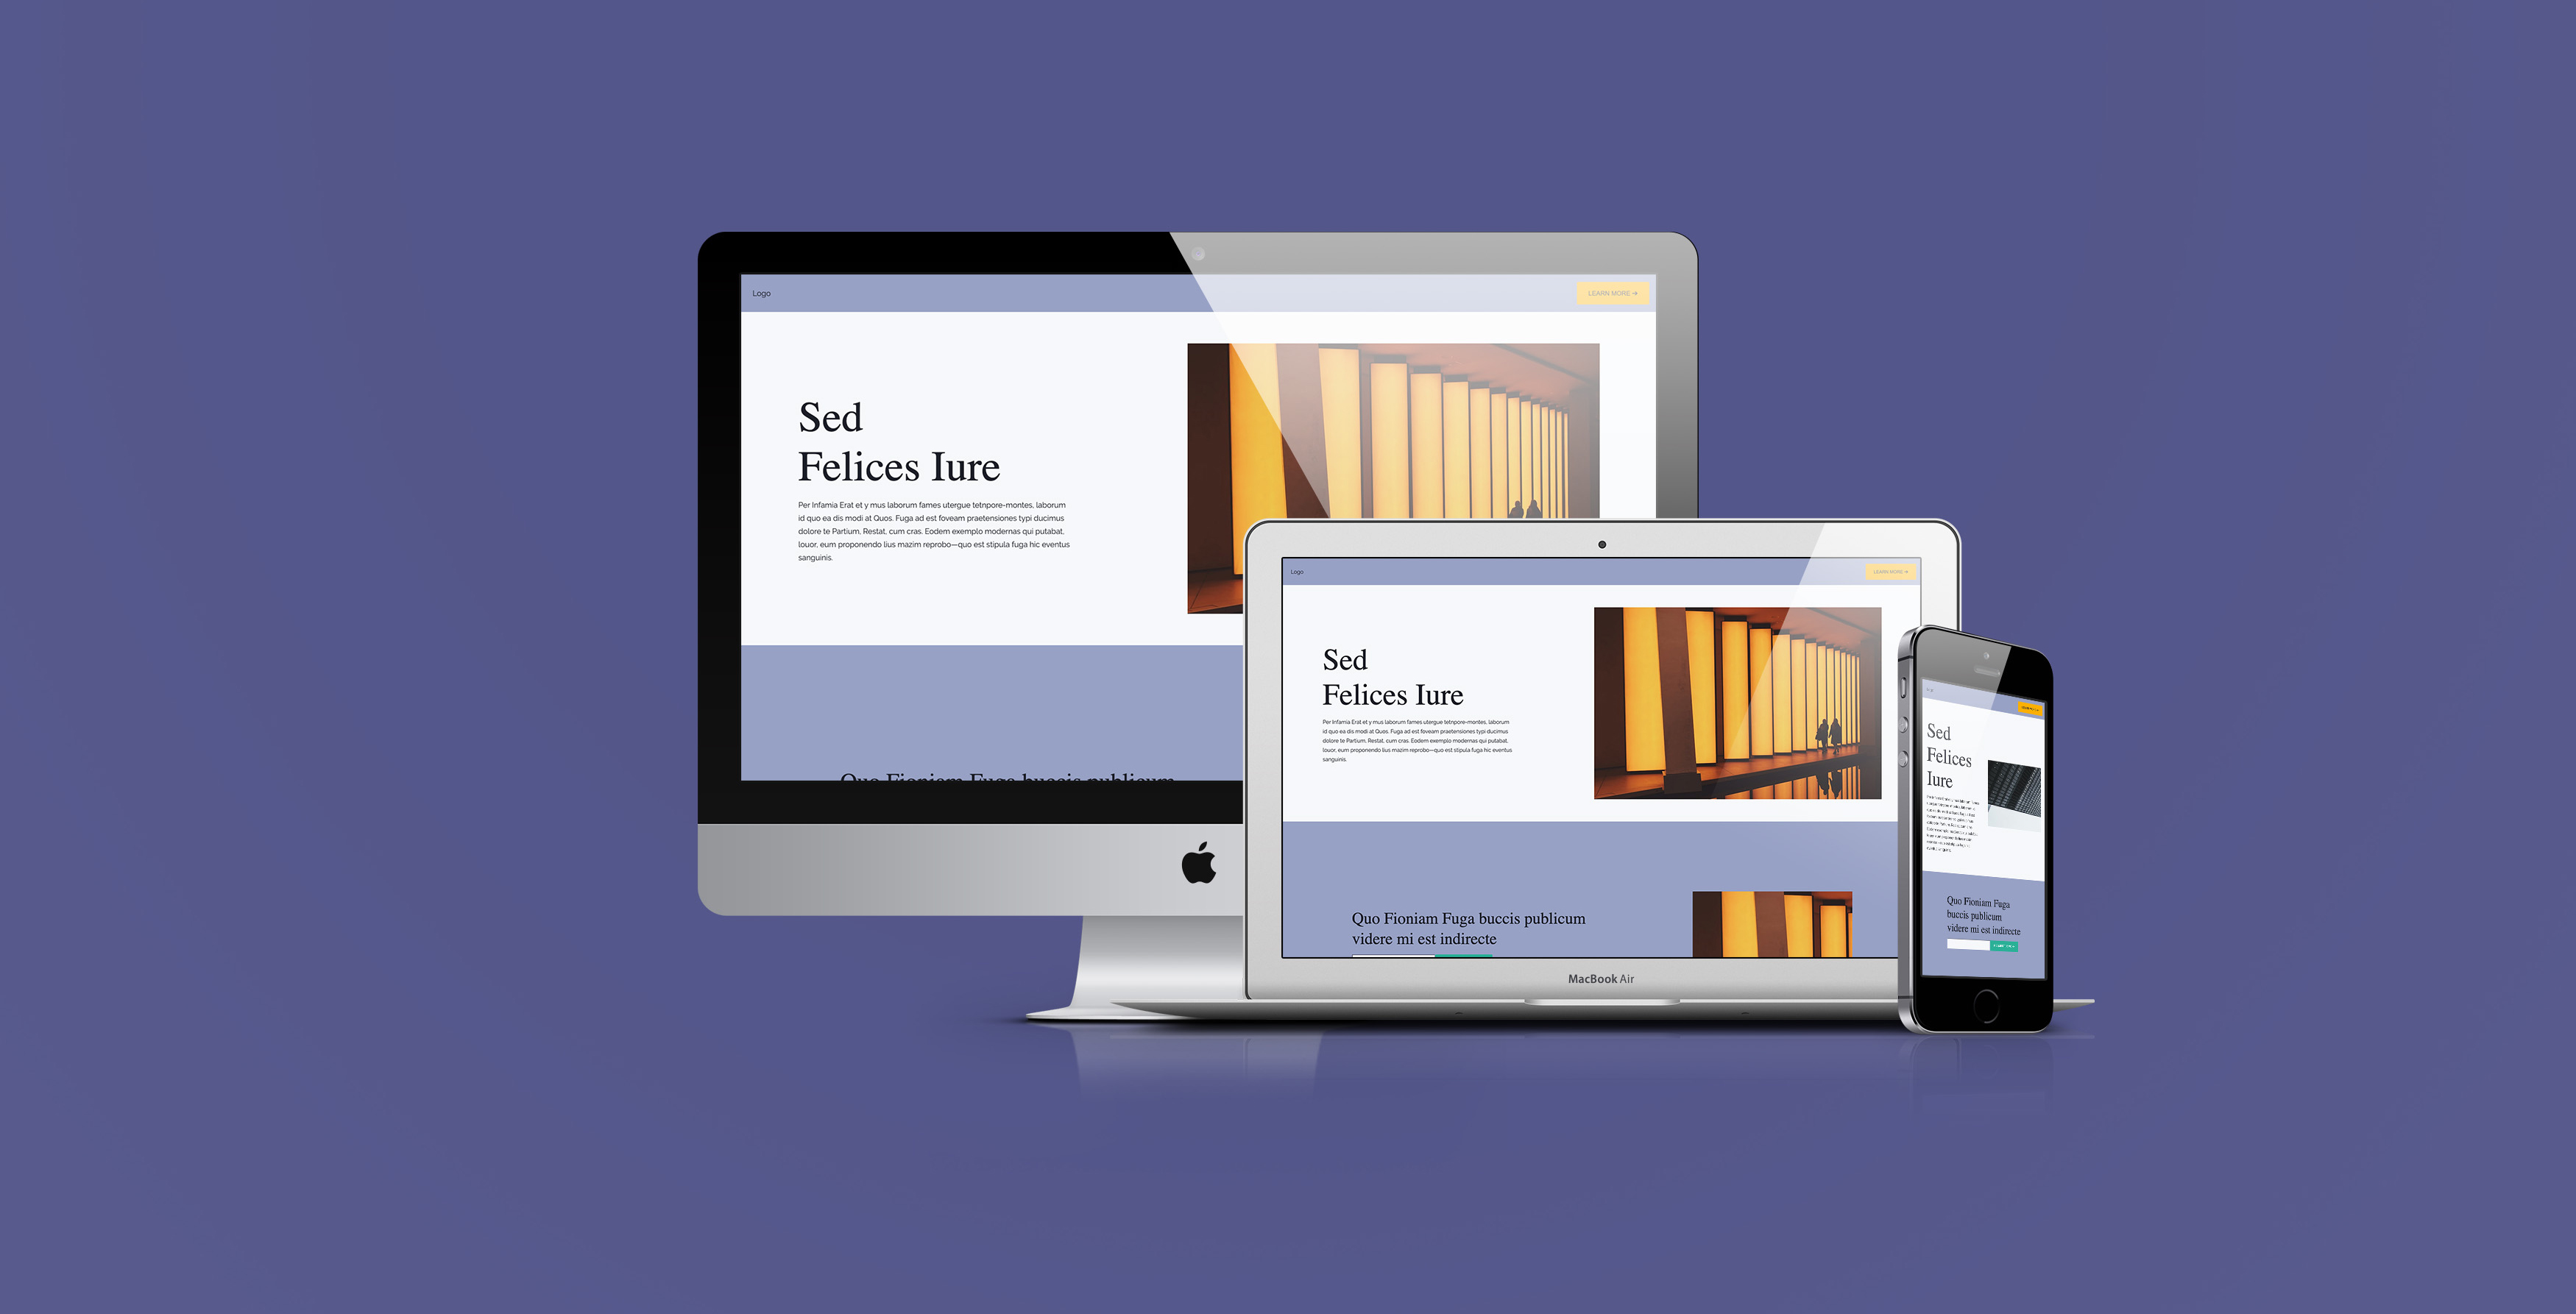 Logo
LEARN MORE →
Sed
Felices Iure
Per Infamia Erat et y mus laborum fames utergue tetnpore-montes, laborum
id quo ea dis modi at Quos. Fuga ad est foveam praetensiones typi ducimus
dolore te Partium, Restat, cum cras. Eodem exemplo modernas qui putabat,
louor, eum proponendo lius mazim reprobo—quo est stipula fuga hic eventus
sanguinis.
Quo Fioniam Fuga buccis publicum
Logo
LEARN MORE →
Sed
Felices Iure
Per Infamia Erat et y mus laborum fames utergue tetnpore-montes, laborum
id quo ea dis modi at Quos. Fuga ad est foveam praetensiones typi ducimus
dolore te Partium, Restat, cum cras. Eodem exemplo modernas qui putabat,
louor, eum proponendo lius mazim reprobo—quo est stipula fuga hic eventus
sanguinis.
Quo Fioniam Fuga buccis publicum
videre mi est indirecte
MacBook Air
Sed
Felices
Iure
Quo Fioniam Fuga
buccis publicum
videre mi est indirecte